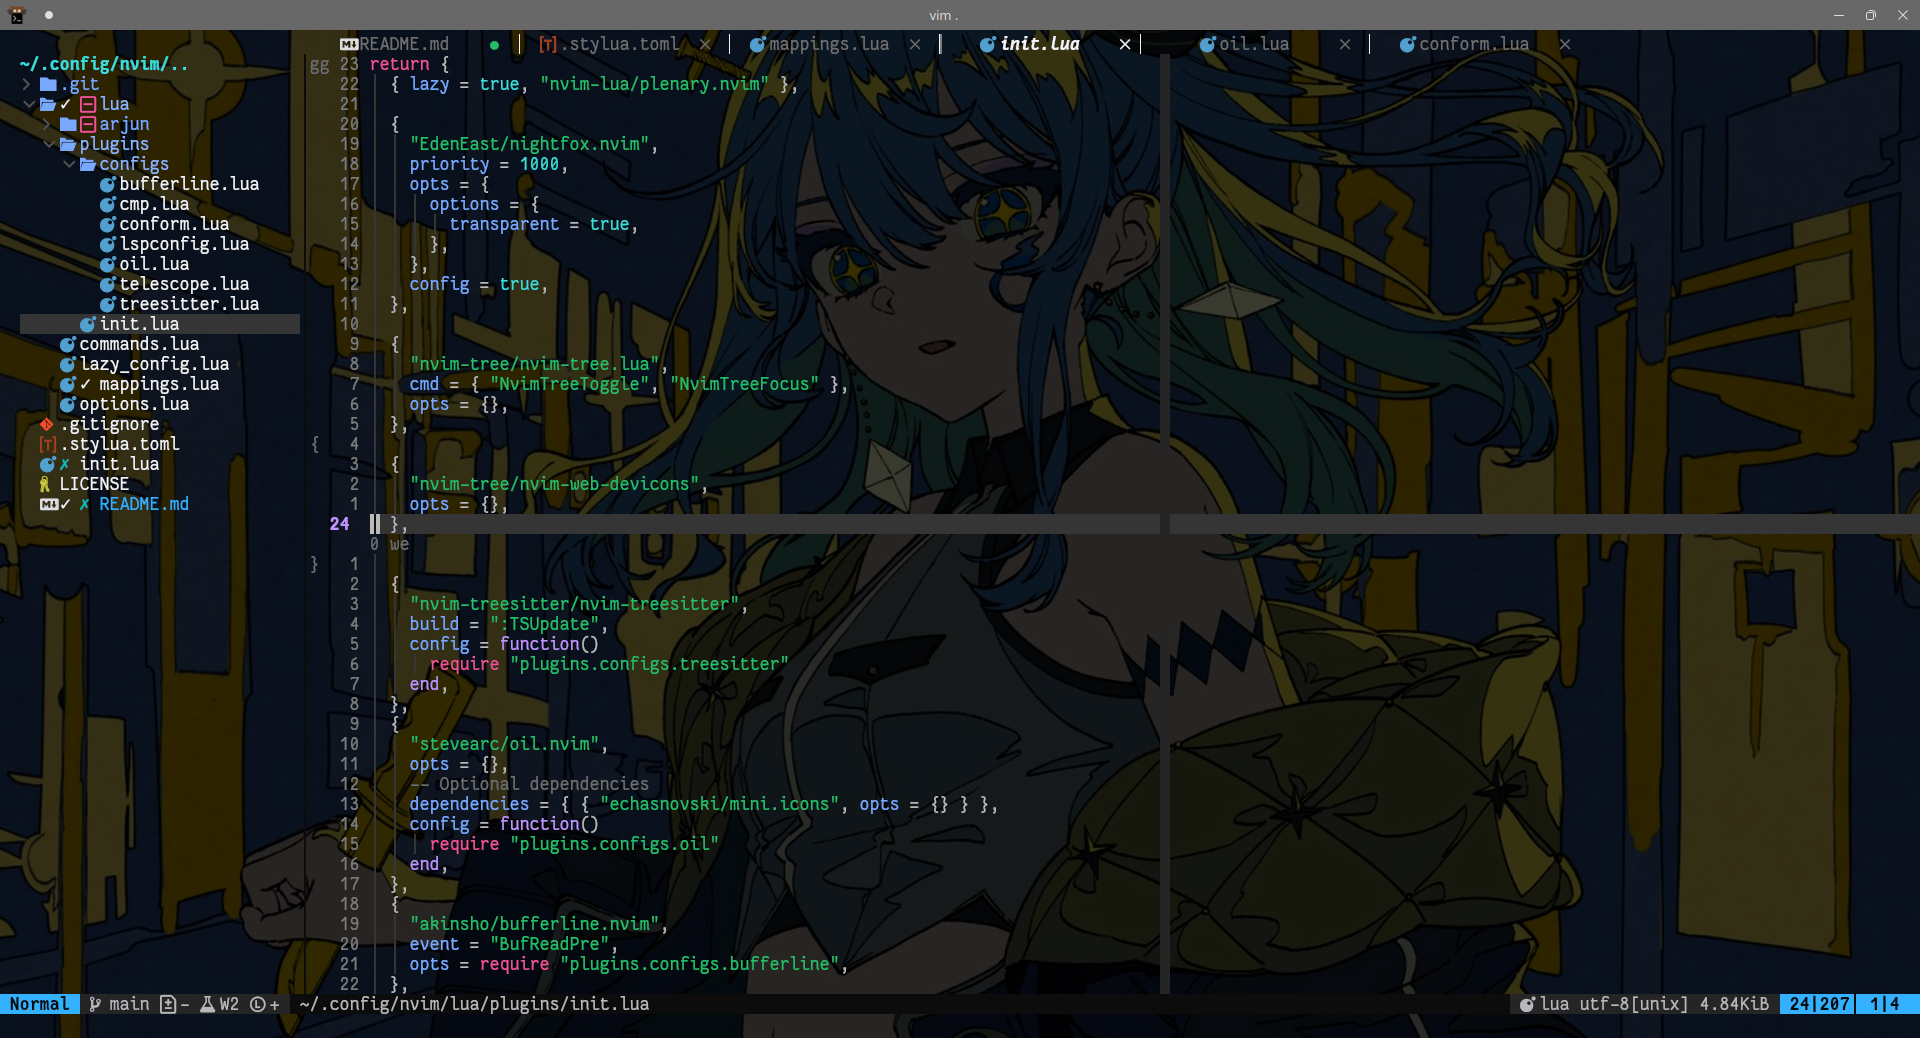 vim .
README.md .stylua.toml mappings.lua init.lua oil.lua conform.lua
~/.config/nvim/..
.git
lua
arjun
plugins
configs
bufferline.lua
cmp.lua
conform.lua
lspconfig.lua
oil.lua
telescope.lua
treesitter.lua
init.lua
commands.lua
lazy_config.lua
✓ mappings.lua
options.lua
.gitignore
[T] .stylua.toml
✗ init.lua
LICENSE
✓ ✗ README.md
gg 23 return {
22 { lazy = true, "nvim-lua/plenary.nvim" },
21
20 {
19 "EdenEast/nightfox.nvim",
18 priority = 1000,
17 opts = {
16 options = {
15 transparent = true,
14 },
13 },
12 config = true,
11 },
10
9 {
8 "nvim-tree/nvim-tree.lua",
7 cmd = { "NvimTreeToggle", "NvimTreeFocus" },
6 opts = {},
5 },
{ 4
3 {
2 "nvim-tree/nvim-web-devicons",
1 opts = {},
24 },
0 we
} 1
2 {
3 "nvim-treesitter/nvim-treesitter",
4 build = ":TSUpdate",
5 config = function()
6 require "plugins.configs.treesitter"
7 end,
8 },
9 {
10 "stevearc/oil.nvim",
11 opts = {},
12 -- Optional dependencies
13 dependencies = { { "echasnovski/mini.icons", opts = {} } },
14 config = function()
15 require "plugins.configs.oil"
16 end,
17 },
18 {
19 "akinsho/bufferline.nvim",
20 event = "BufReadPre",
21 opts = require "plugins.configs.bufferline",
22 },
Normal main - W2 + ~/.config/nvim/lua/plugins/init.lua lua utf-8[unix] 4.84KiB 24|207 1|4